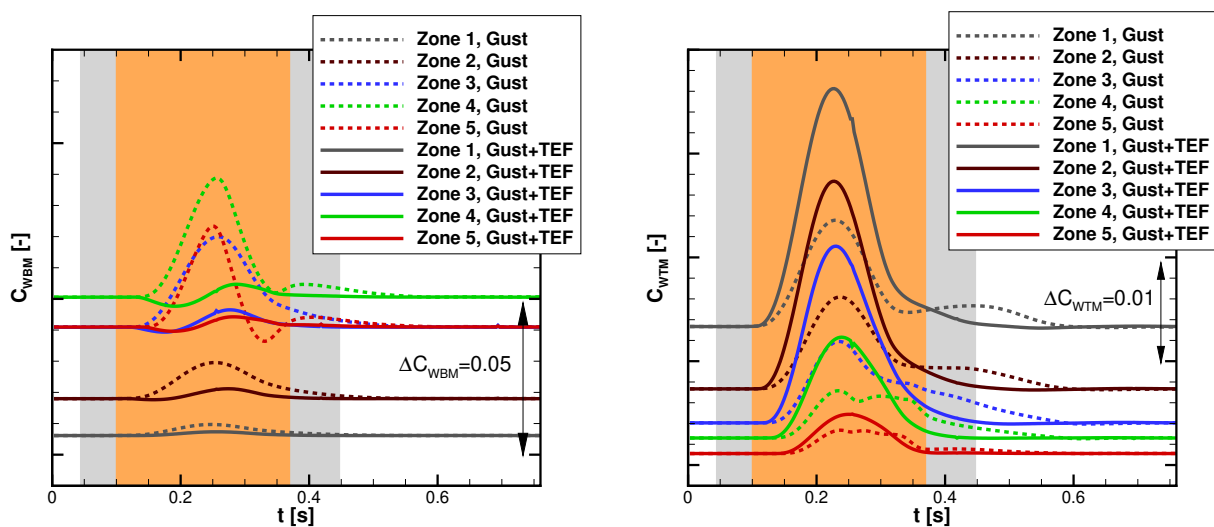 Zone 1, Gust
Zone 2, Gust
Zone 3, Gust
Zone 4, Gust
Zone 5, Gust
Zone 1, Gust+TEF
Zone 2, Gust+TEF
Zone 3, Gust+TEF
Zone 4, Gust+TEF
Zone 5, Gust+TEF
C_WBM [-]
ΔC_WBM=0.05
0 0.2 0.4 0.6
t [s]
Zone 1, Gust
Zone 2, Gust
Zone 3, Gust
Zone 4, Gust
Zone 5, Gust
Zone 1, Gust+TEF
Zone 2, Gust+TEF
Zone 3, Gust+TEF
Zone 4, Gust+TEF
Zone 5, Gust+TEF
C_WTM [-]
ΔC_WTM=0.01
0 0.2 0.4 0.6
t [s]